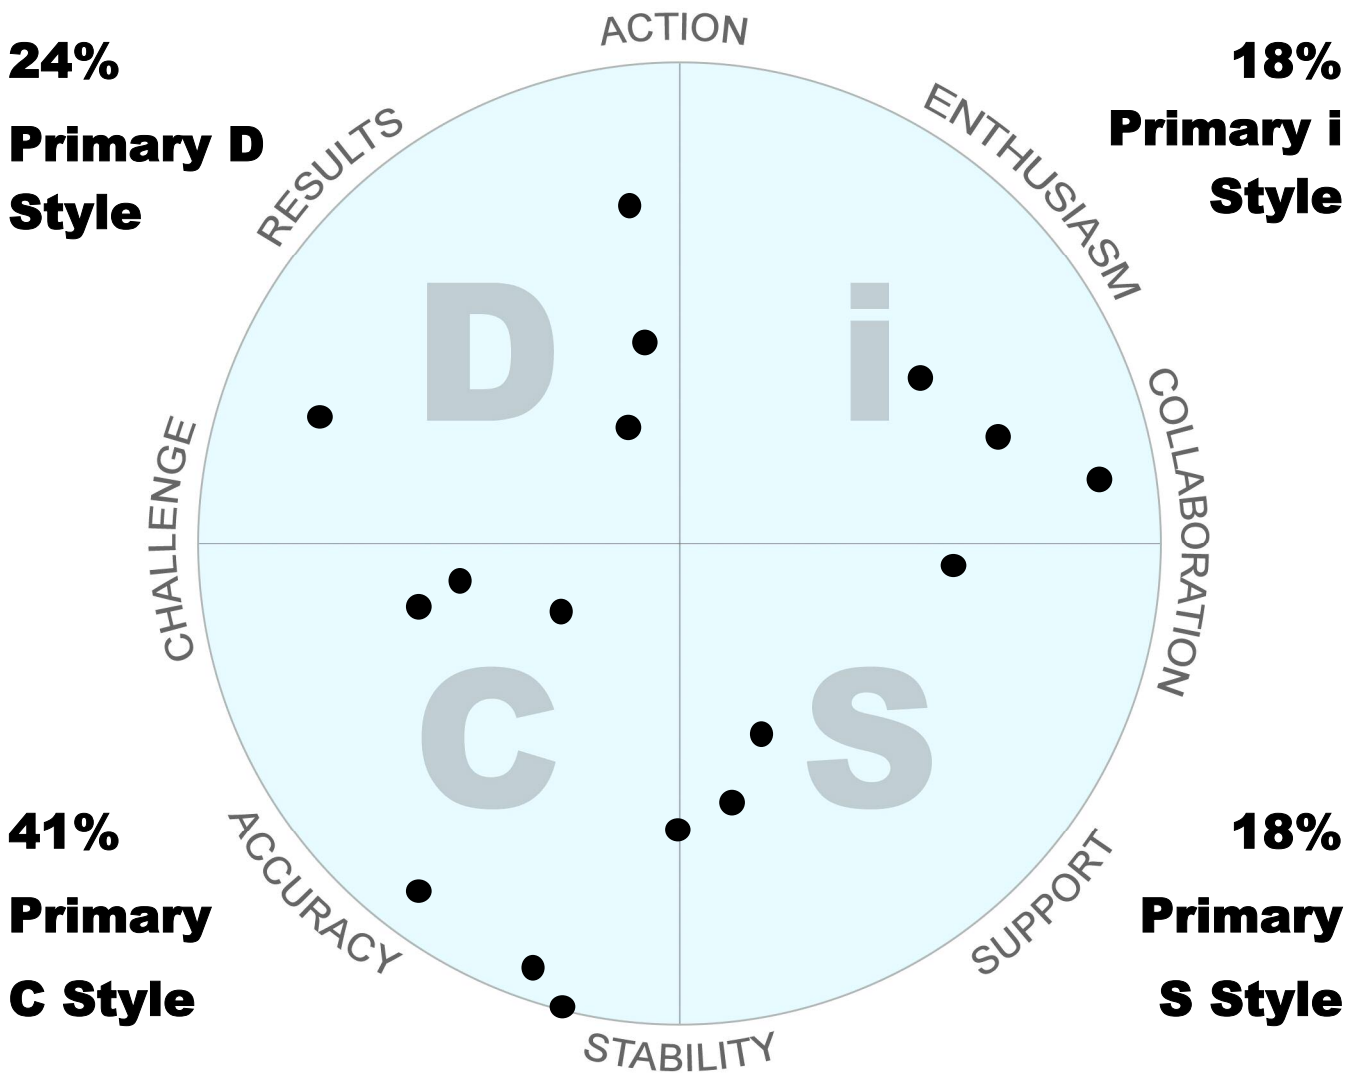 ACTION
24%
Primary D
Style
18%
Primary i
Style
RESULTS
ENTHUSIASM
D
i
CHALLENGE
COLLABORATION
C
S
41%
Primary
C Style
ACCURACY
SUPPORT
18%
Primary
S Style
STABILITY